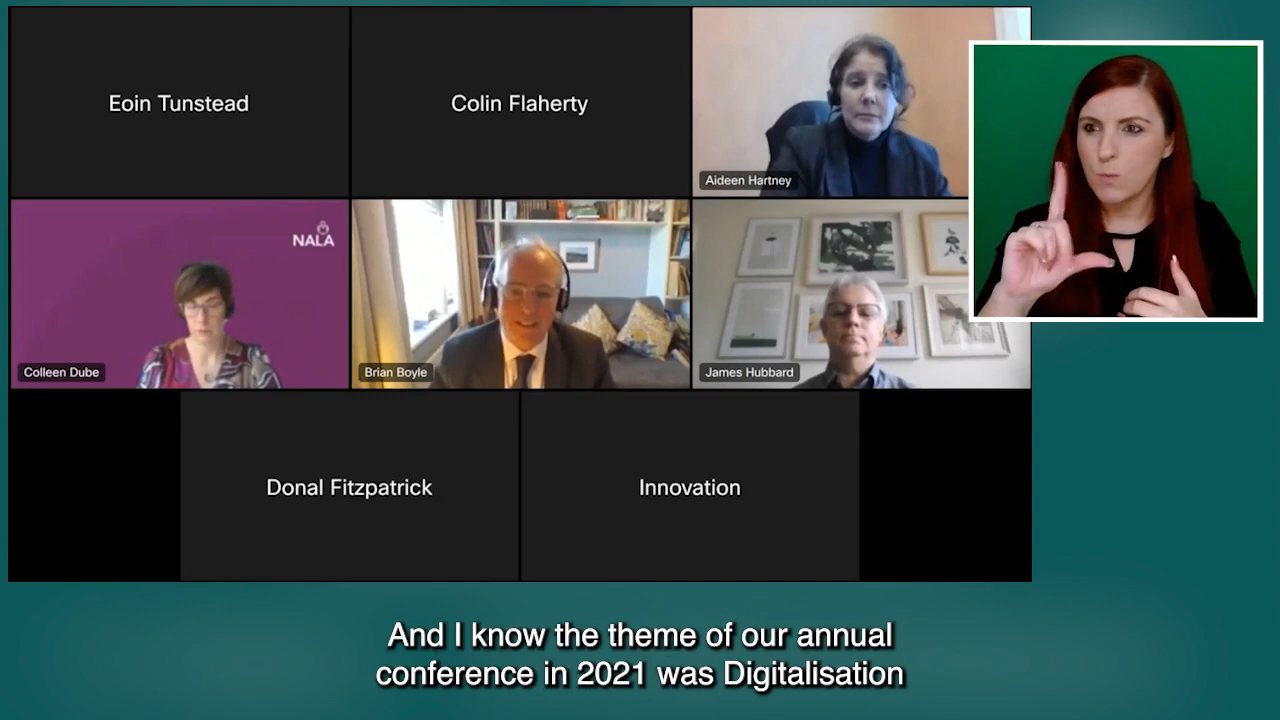 Eoin Tunstead
Colin Flaherty
Aideen Hartney
NALA
Colleen Dube
Brian Boyle
James Hubbard
Donal Fitzpatrick
Innovation
And I know the theme of our annual
conference in 2021 was Digitalisation